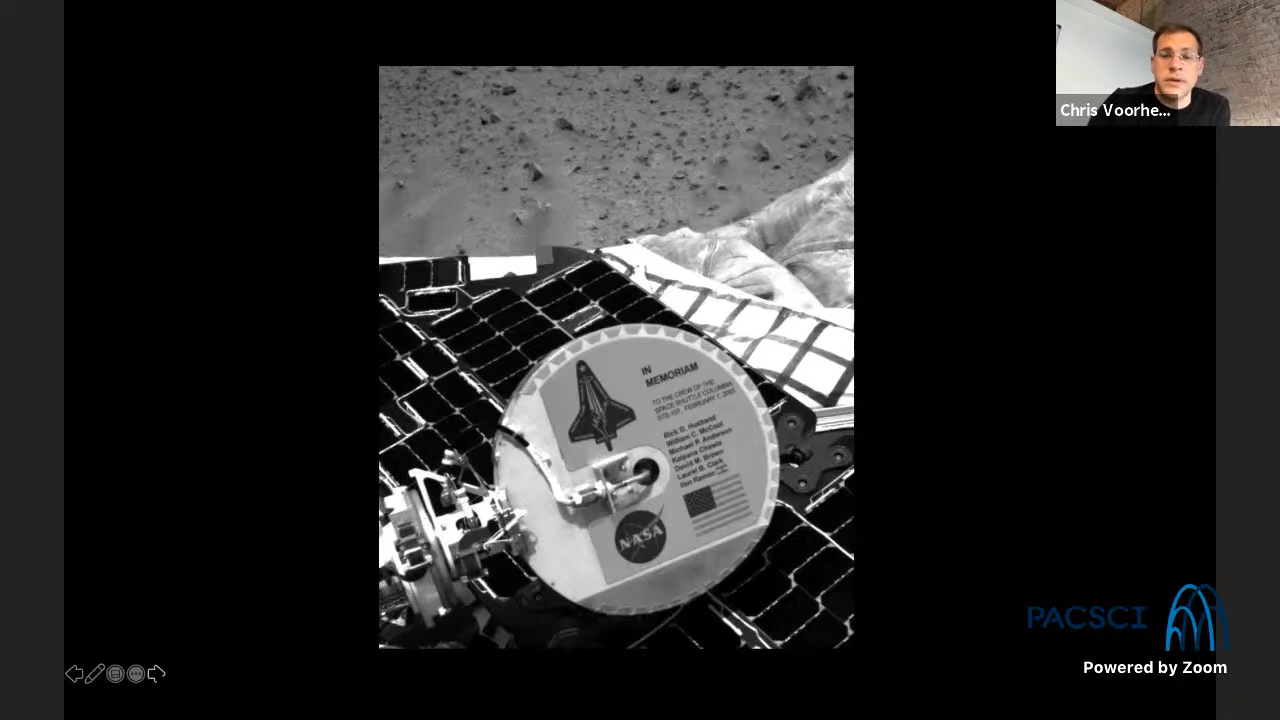 Chris Voorhe...
IN
MEMORIAM
TO THE CREW OF THE
SPACE SHUTTLE COLUMBIA
STS-107, FEBRUARY 1, 2003
Rick D. Husband
William C. McCool
Michael P. Anderson
Kalpana Chawla
David M. Brown
Laurel B. Clark
Ilan Ramon
NASA
PACSCI
Powered by Zoom